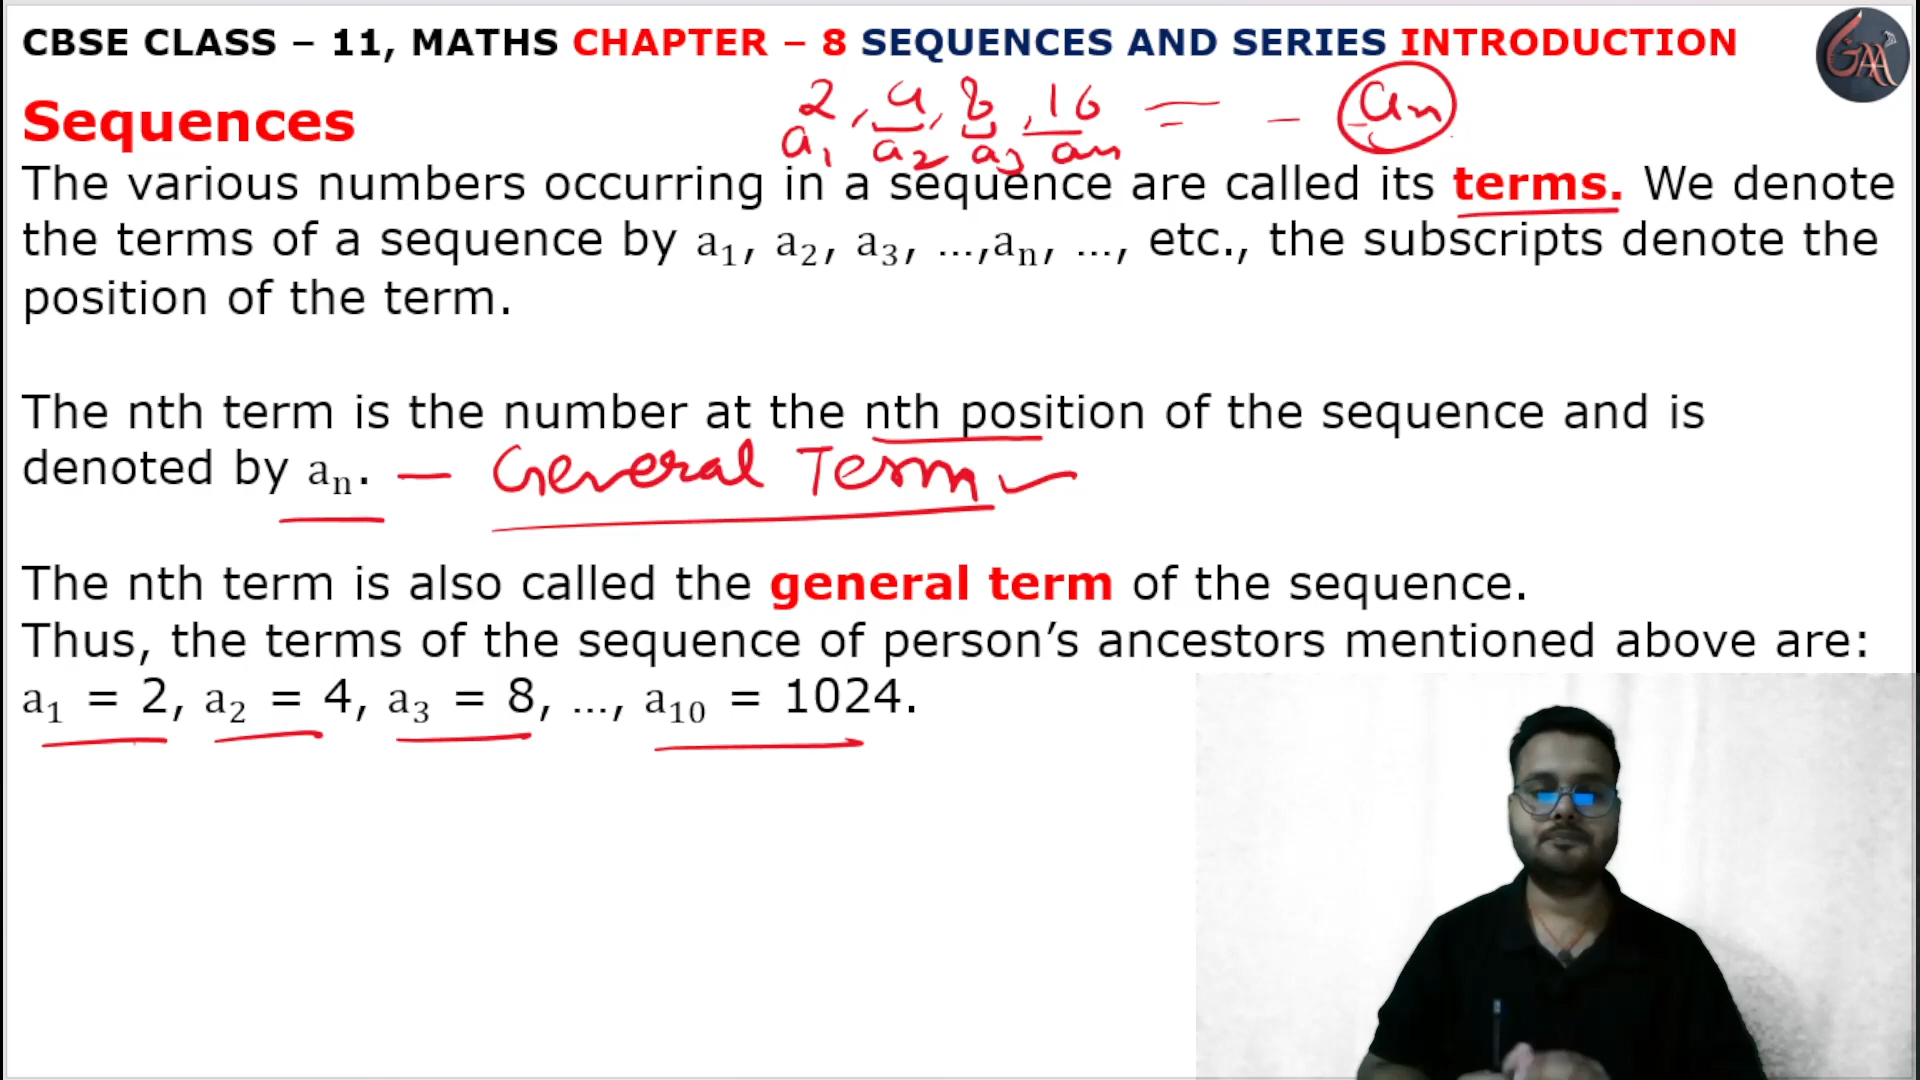 CBSE CLASS – 11, MATHS CHAPTER – 8 SEQUENCES AND SERIES INTRODUCTION
2, 4, 8, 16 = - aₙ
a₁ a₂ a₃ aₙ
Sequences
The various numbers occurring in a sequence are called its terms. We denote
the terms of a sequence by a₁, a₂, a₃, ...,aₙ, ..., etc., the subscripts denote the
position of the term.
The nth term is the number at the nth position of the sequence and is
denoted by aₙ. — General Term
The nth term is also called the general term of the sequence.
Thus, the terms of the sequence of person’s ancestors mentioned above are:
a₁ = 2, a₂ = 4, a₃ = 8, ..., a₁₀ = 1024.